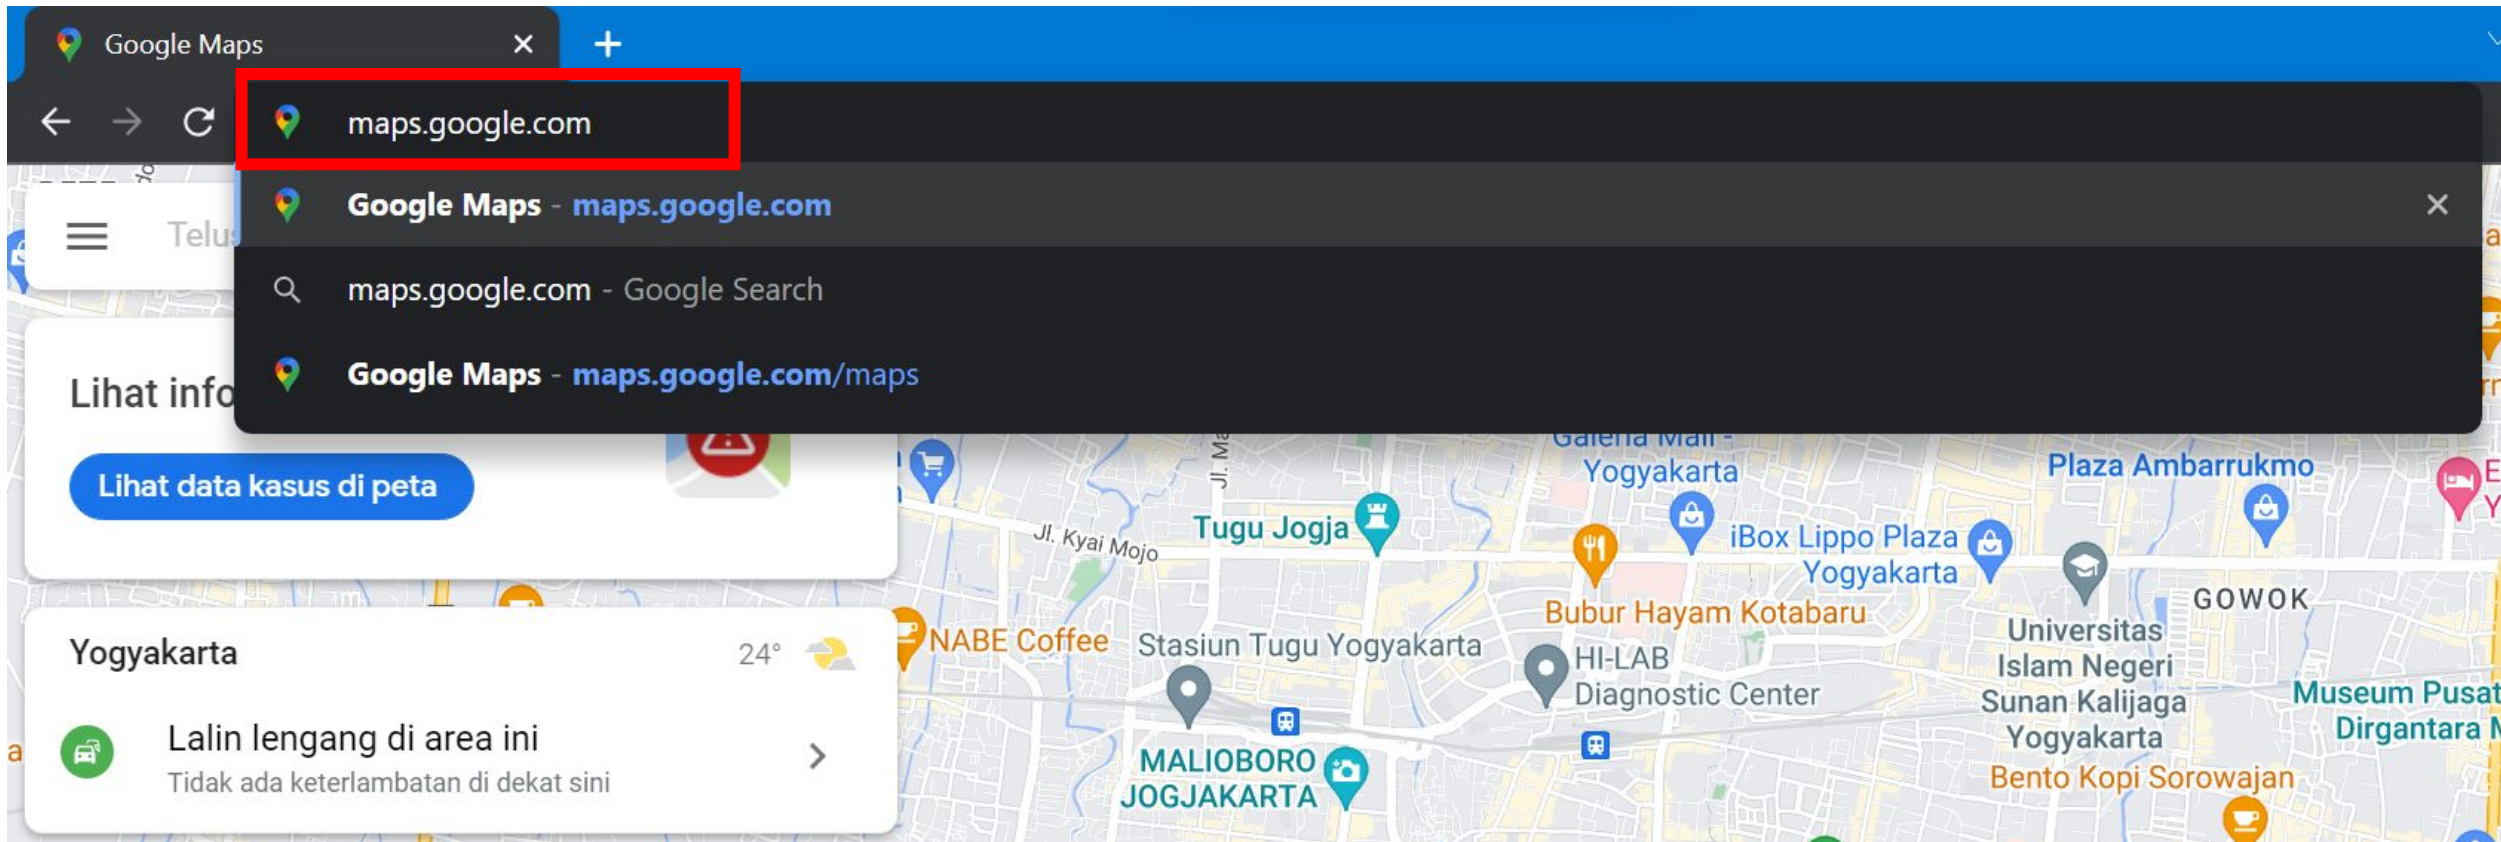 Google Maps
maps.google.com
Google Maps - maps.google.com
Telus
maps.google.com - Google Search
Google Maps - maps.google.com/maps
Lihat info
Lihat data kasus di peta
Yogyakarta 24°
Lalin lengang di area ini
Tidak ada keterlambatan di dekat sini
Galeria Mall -
Yogyakarta
Plaza Ambarrukmo
Jl. Kyai Mojo
Tugu Jogja
iBox Lippo Plaza
Yogyakarta
Bubur Hayam Kotabaru
GOWOK
NABE Coffee
Stasiun Tugu Yogyakarta
HI-LAB
Diagnostic Center
Universitas
Islam Negeri
Sunan Kalijaga
Yogyakarta
Museum Pusat
Dirgantara
MALIOBORO
JOGJAKARTA
Bento Kopi Sorowajan